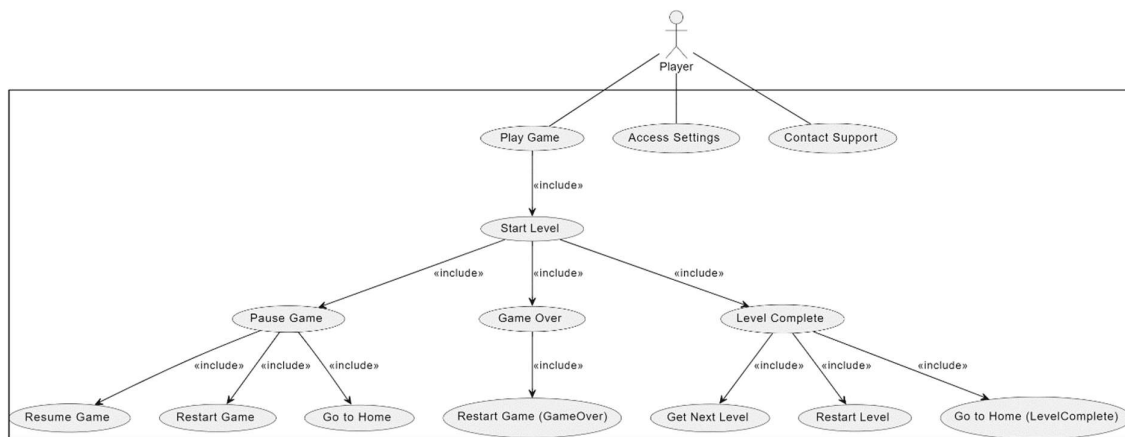 Player
Play Game
Access Settings
Contact Support
«include»
Start Level
«include»
«include»
«include»
Pause Game
Game Over
Level Complete
«include»
«include»
«include»
«include»
«include»
«include»
«include»
Resume Game
Restart Game
Go to Home
Restart Game (GameOver)
Get Next Level
Restart Level
Go to Home (LevelComplete)